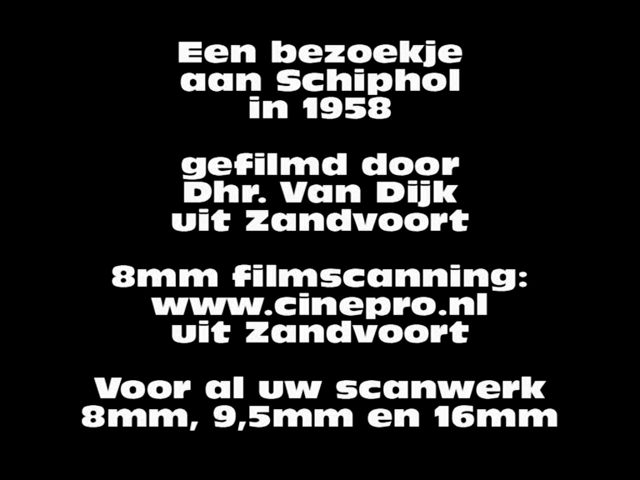 Een bezoekje
aan Schiphol
in 1958
gefilmd door
Dhr. Van Dijk
uit Zandvoort
8mm filmscanning:
www.cinepro.nl
uit Zandvoort
Voor al uw scanwerk
8mm, 9,5mm en 16mm